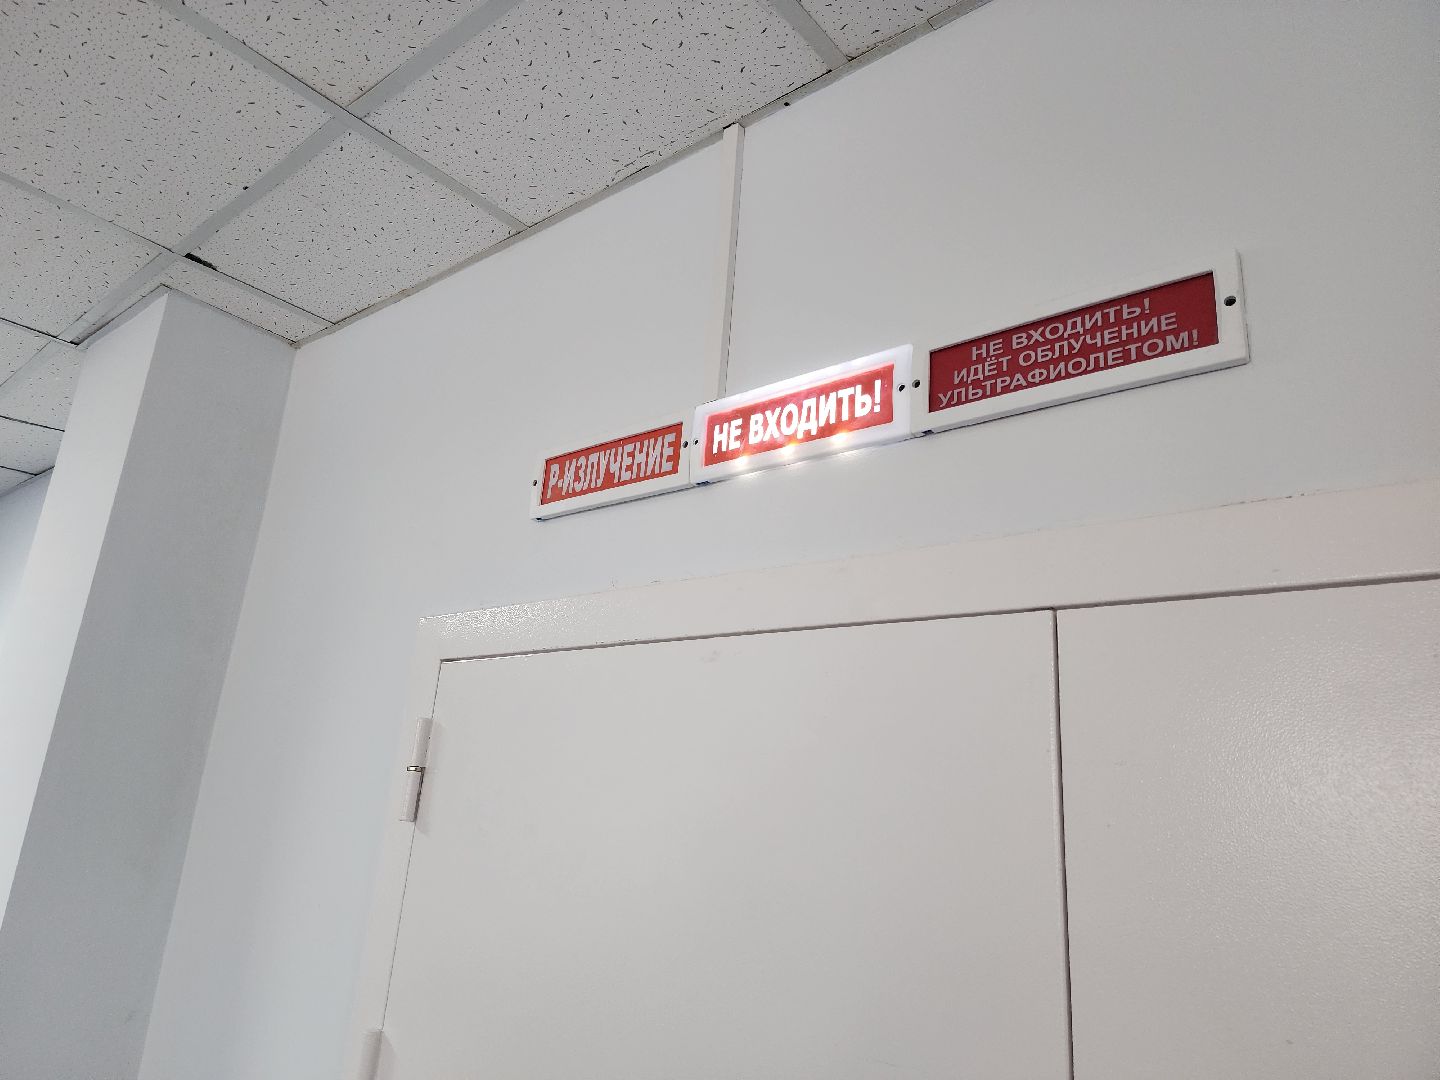 Р-ИЗЛУЧЕНИЕ
НЕ ВХОДИТЬ!
НЕ ВХОДИТЬ!
ИДЁТ ОБЛУЧЕНИЕ
УЛЬТРАФИОЛЕТОМ!